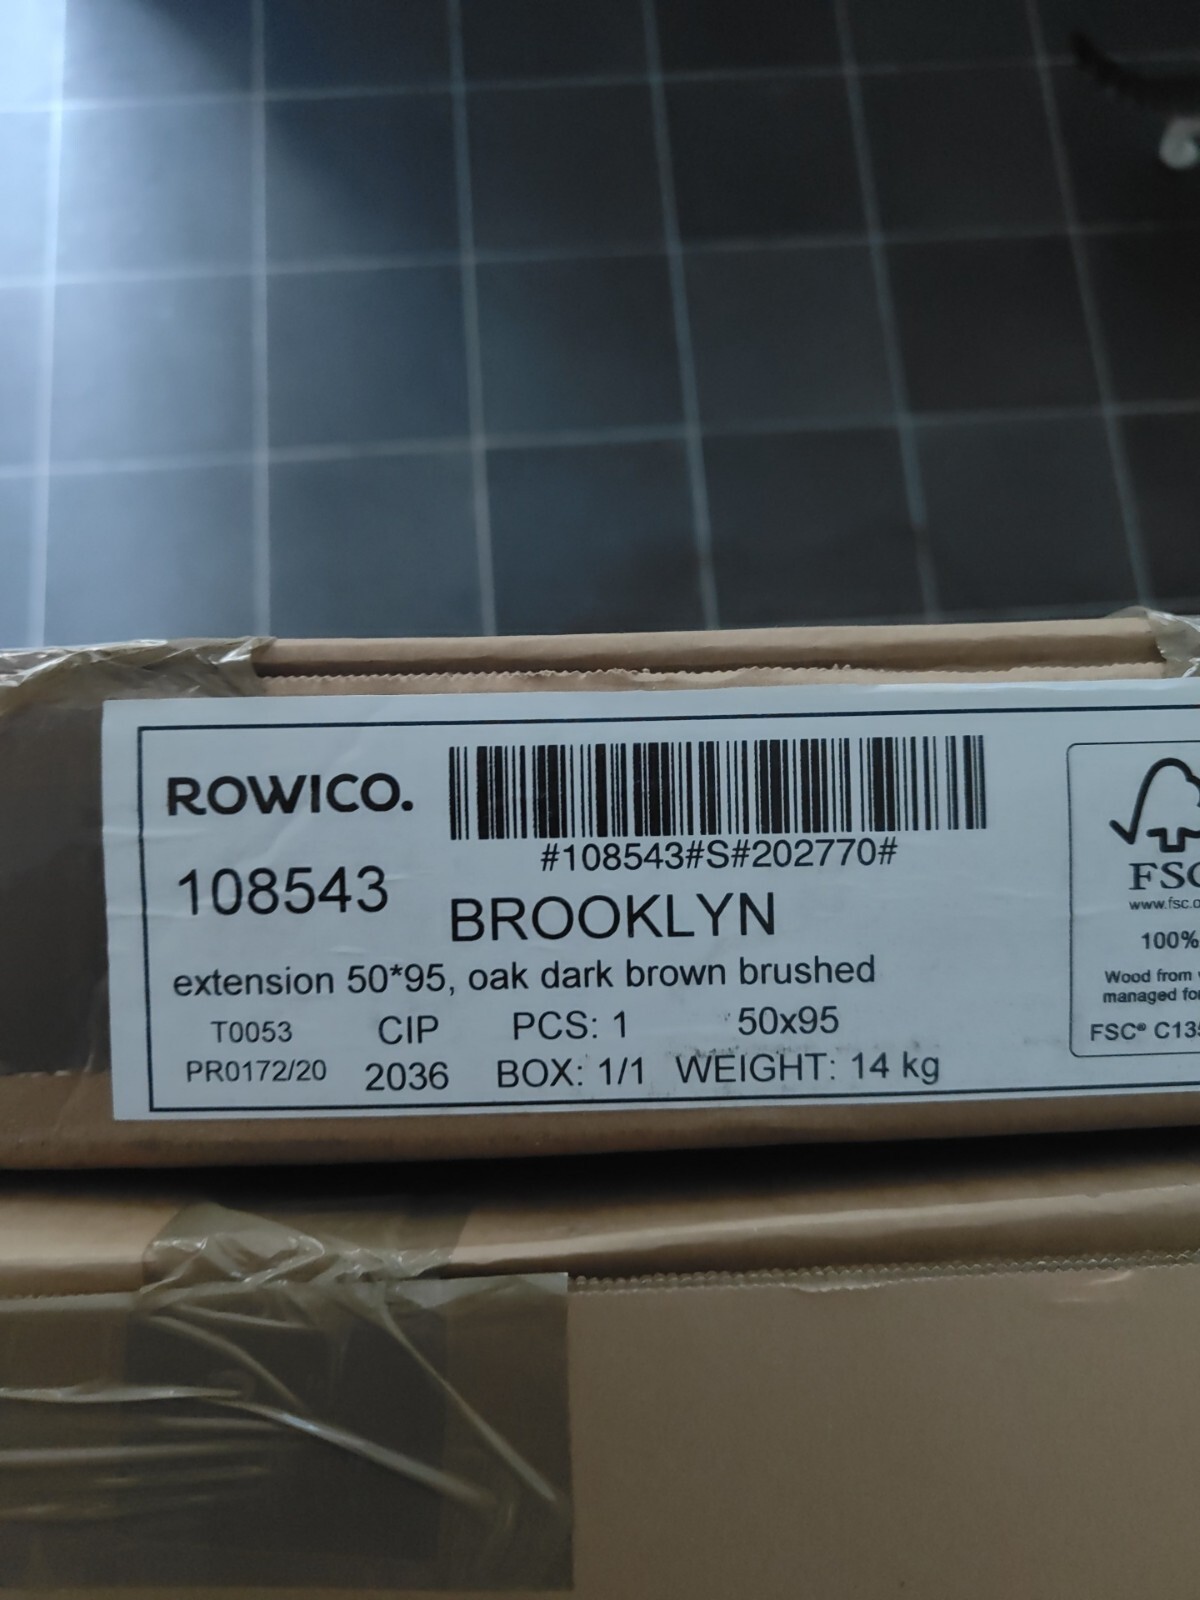 ROWICO.
#108543#S#202770#
108543
BROOKLYN
extension 50*95, oak dark brown brushed
T0053 CIP PCS: 1 50x95
PR0172/20 2036 BOX: 1/1 WEIGHT: 14 kg
FSC
www.fsc.o
100%
Wood from
managed for
FSC® C13